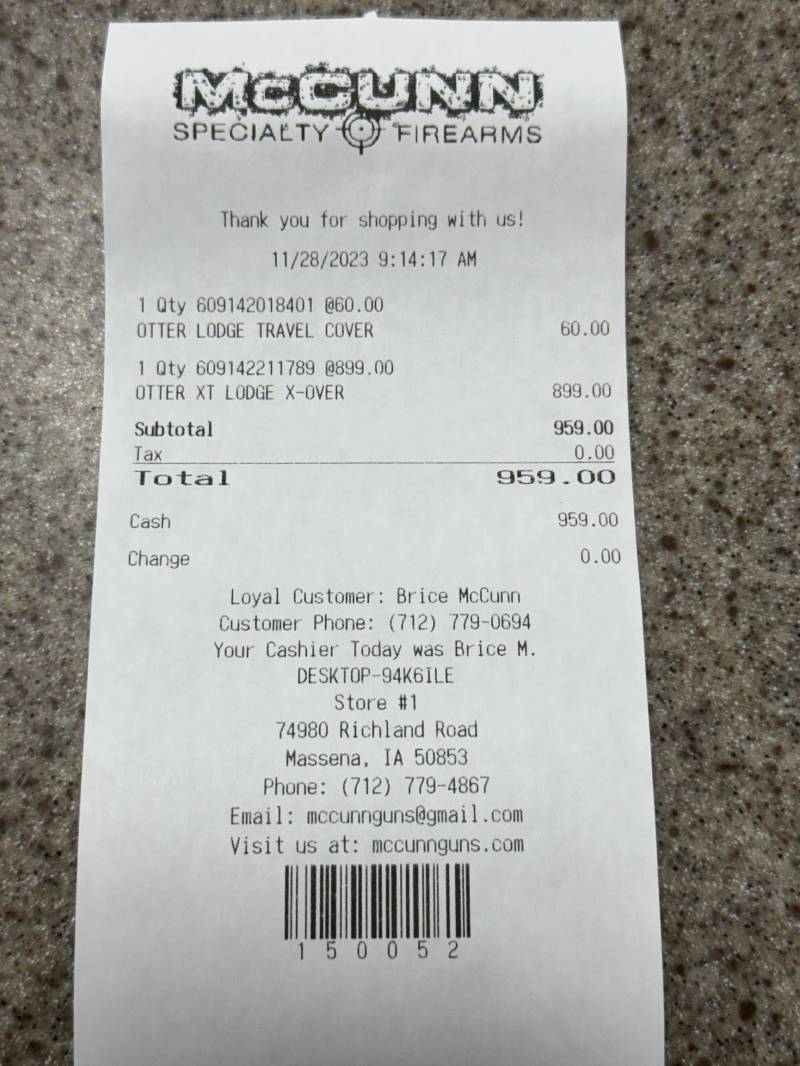 McCUNN
SPECIALTY FIREARMS
Thank you for shopping with us!
11/28/2023 9:14:17 AM
1 Qty 609142018401 @60.00
OTTER LODGE TRAVEL COVER 60.00
1 Qty 609142211789 @899.00
OTTER XT LODGE X-OVER 899.00
Subtotal 959.00
Tax 0.00
Total 959.00
Cash 959.00
Change 0.00
Loyal Customer: Brice McCunn
Customer Phone: (712) 779-0694
Your Cashier Today was Brice M.
DESKTOP-94K6ILE
Store #1
74980 Richland Road
Massena, IA 50853
Phone: (712) 779-4867
Email: mccunnguns@gmail.com
Visit us at: mccunnguns.com
150052